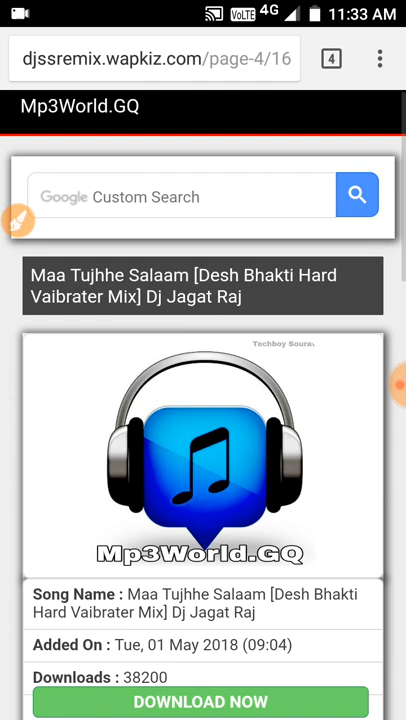 VoLTE 4G 11:33 AM
djssremix.wapkiz.com/page-4/16
4
Mp3World.GQ
Google Custom Search
Maa Tujhhe Salaam [Desh Bhakti Hard
Vaibrater Mix] Dj Jagat Raj
Techboy Sourav
Mp3World.GQ
Song Name : Maa Tujhhe Salaam [Desh Bhakti
Hard Vaibrater Mix] Dj Jagat Raj
Added On : Tue, 01 May 2018 (09:04)
Downloads : 38200
DOWNLOAD NOW